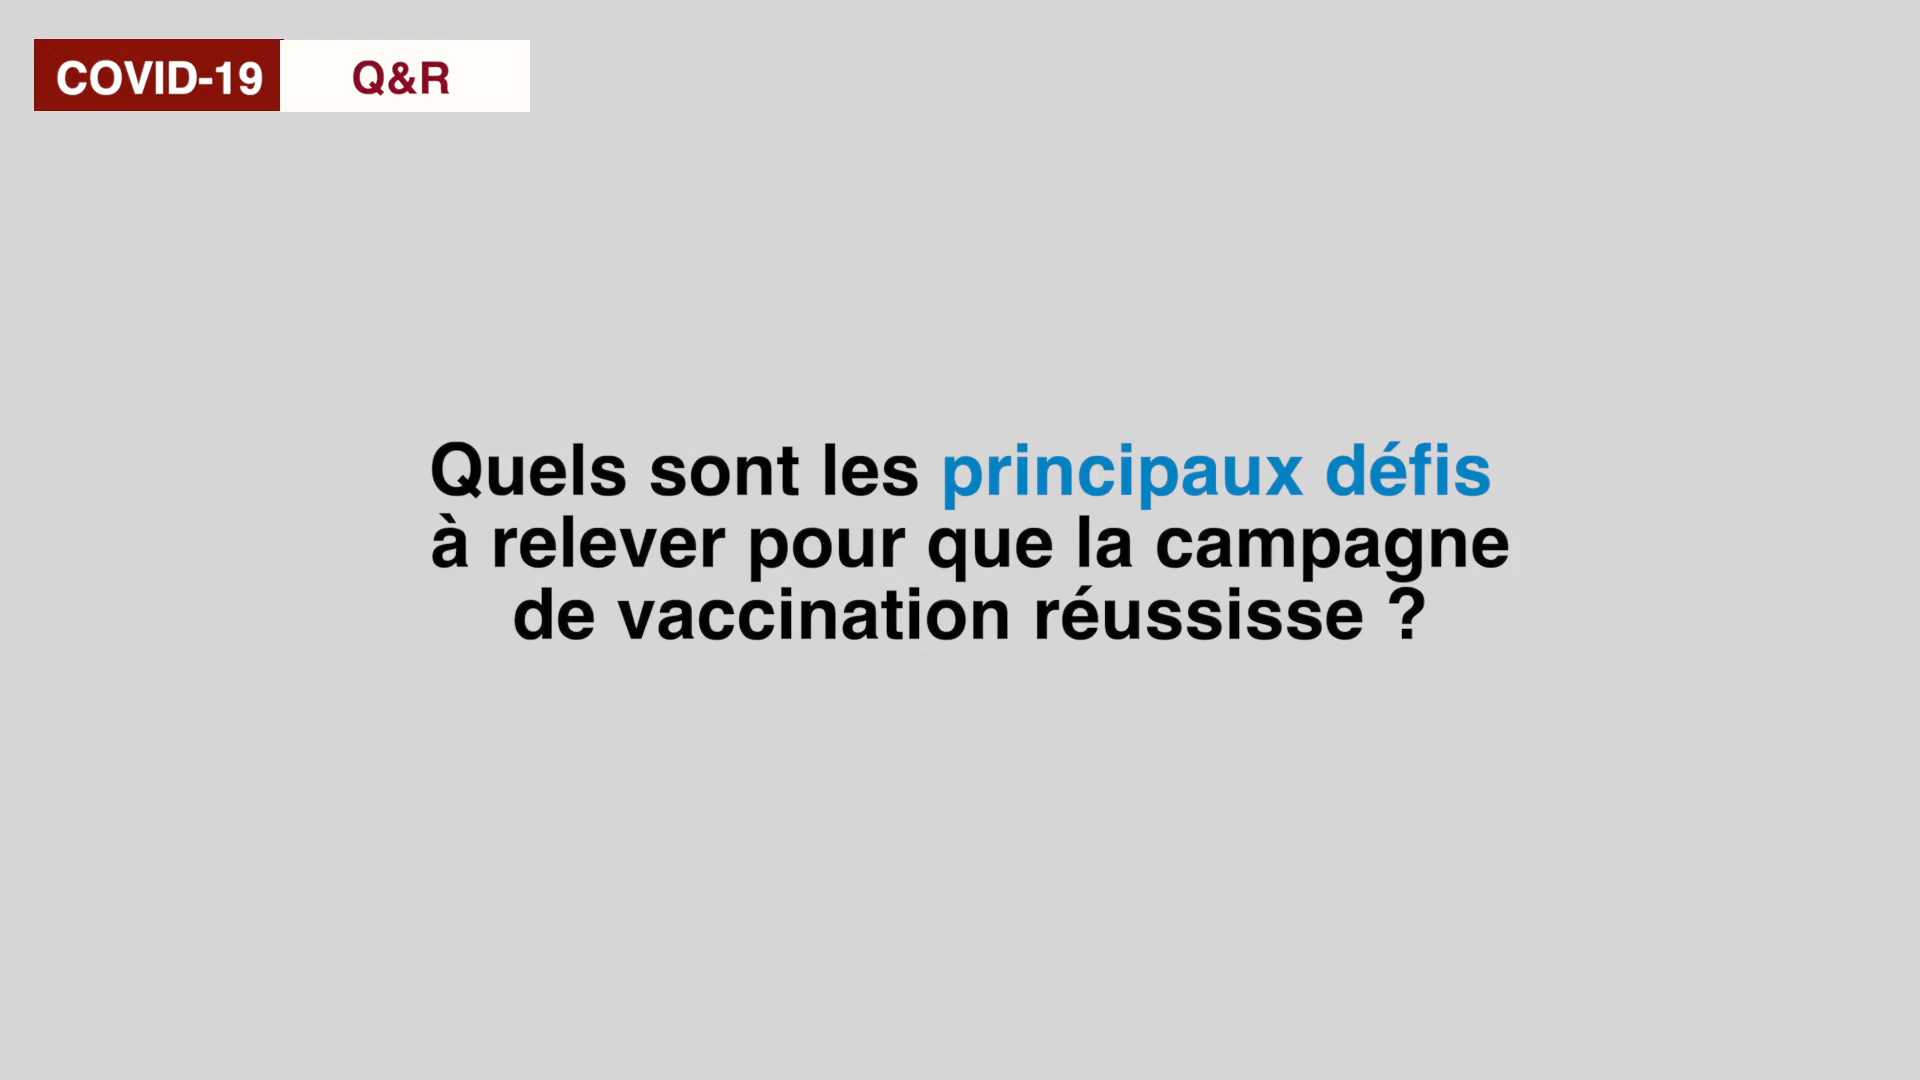 COVID-19 Q&R
Quels sont les principaux défis
à relever pour que la campagne
de vaccination réussisse ?